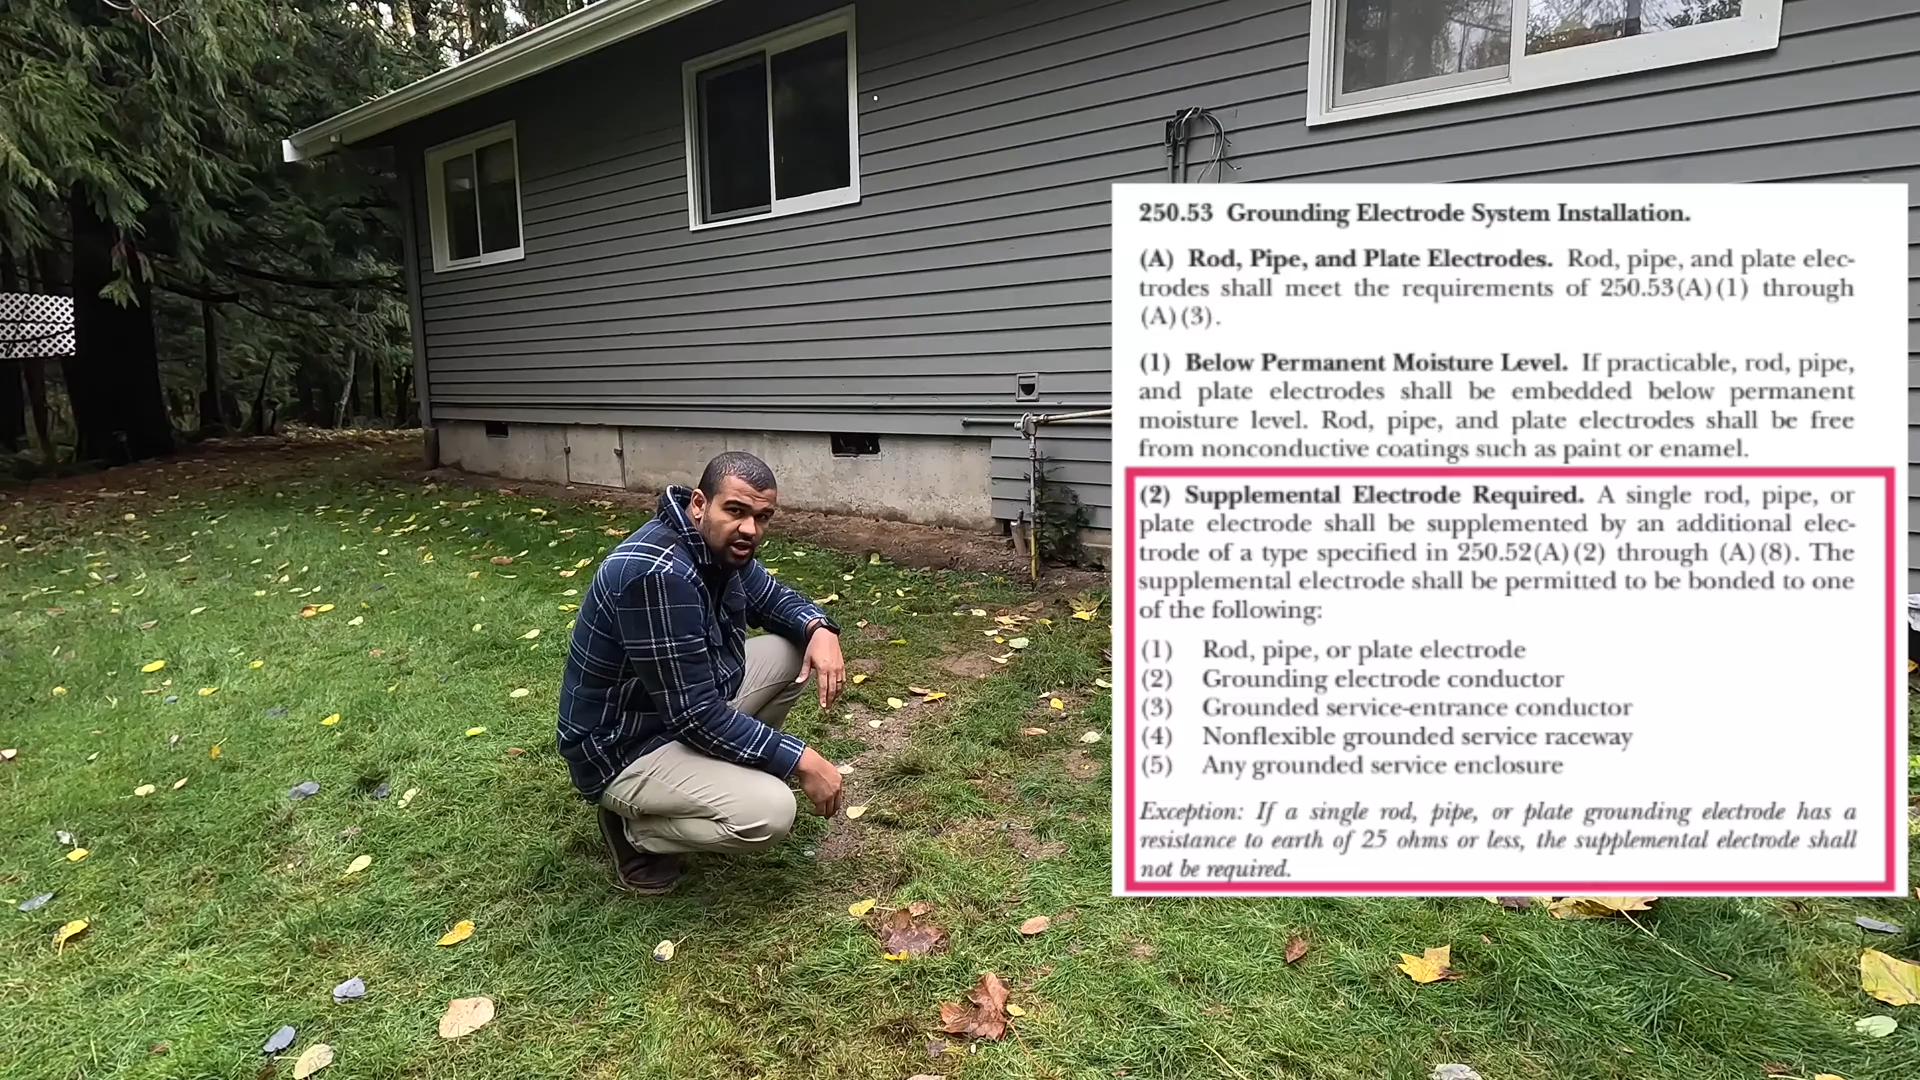 250.53 Grounding Electrode System Installation.
(A) Rod, Pipe, and Plate Electrodes. Rod, pipe, and plate elec-
trodes shall meet the requirements of 250.53(A)(1) through
(A)(3).
(1) Below Permanent Moisture Level. If practicable, rod, pipe,
and plate electrodes shall be embedded below permanent
moisture level. Rod, pipe, and plate electrodes shall be free
from nonconductive coatings such as paint or enamel.
(2) Supplemental Electrode Required. A single rod, pipe, or
plate electrode shall be supplemented by an additional elec-
trode of a type specified in 250.52(A)(2) through (A)(8). The
supplemental electrode shall be permitted to be bonded to one
of the following:
(1) Rod, pipe, or plate electrode
(2) Grounding electrode conductor
(3) Grounded service-entrance conductor
(4) Nonflexible grounded service raceway
(5) Any grounded service enclosure
Exception: If a single rod, pipe, or plate grounding electrode has a
resistance to earth of 25 ohms or less, the supplemental electrode shall
not be required.